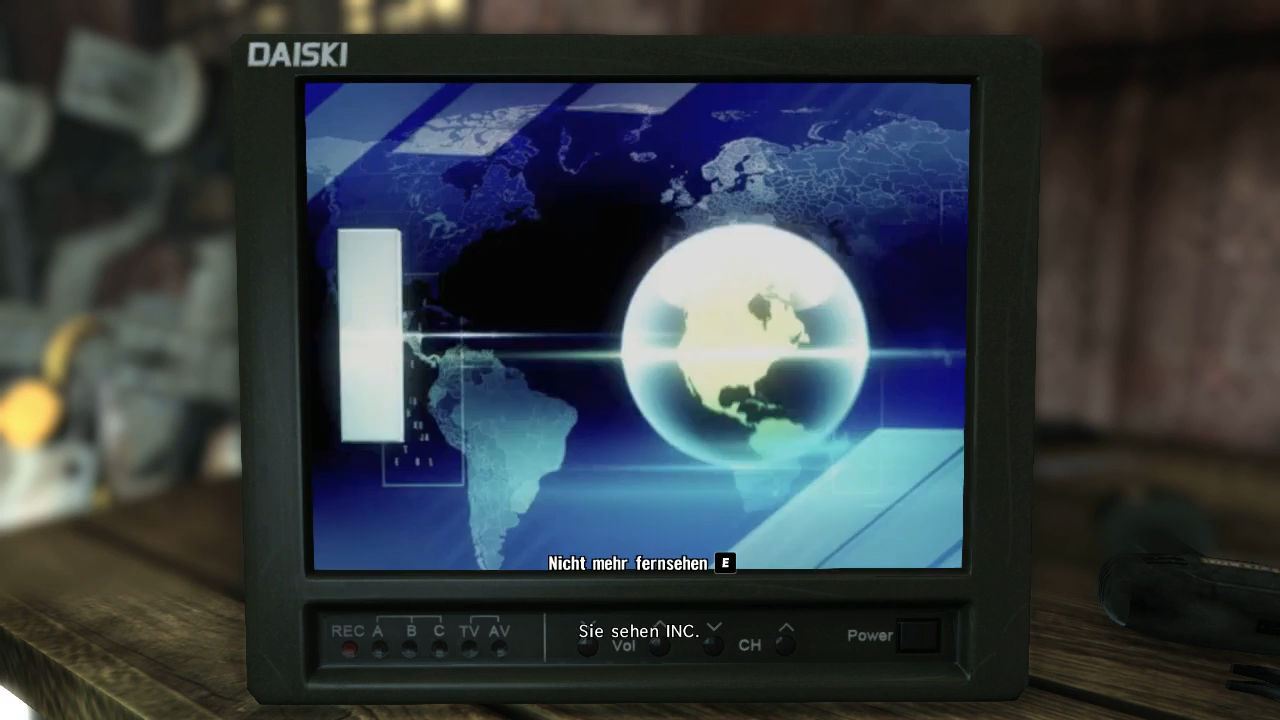 DAISKI
Nicht mehr fernsehen E
REC A B C TV AV
Sie sehen INC.
Vol CH Power